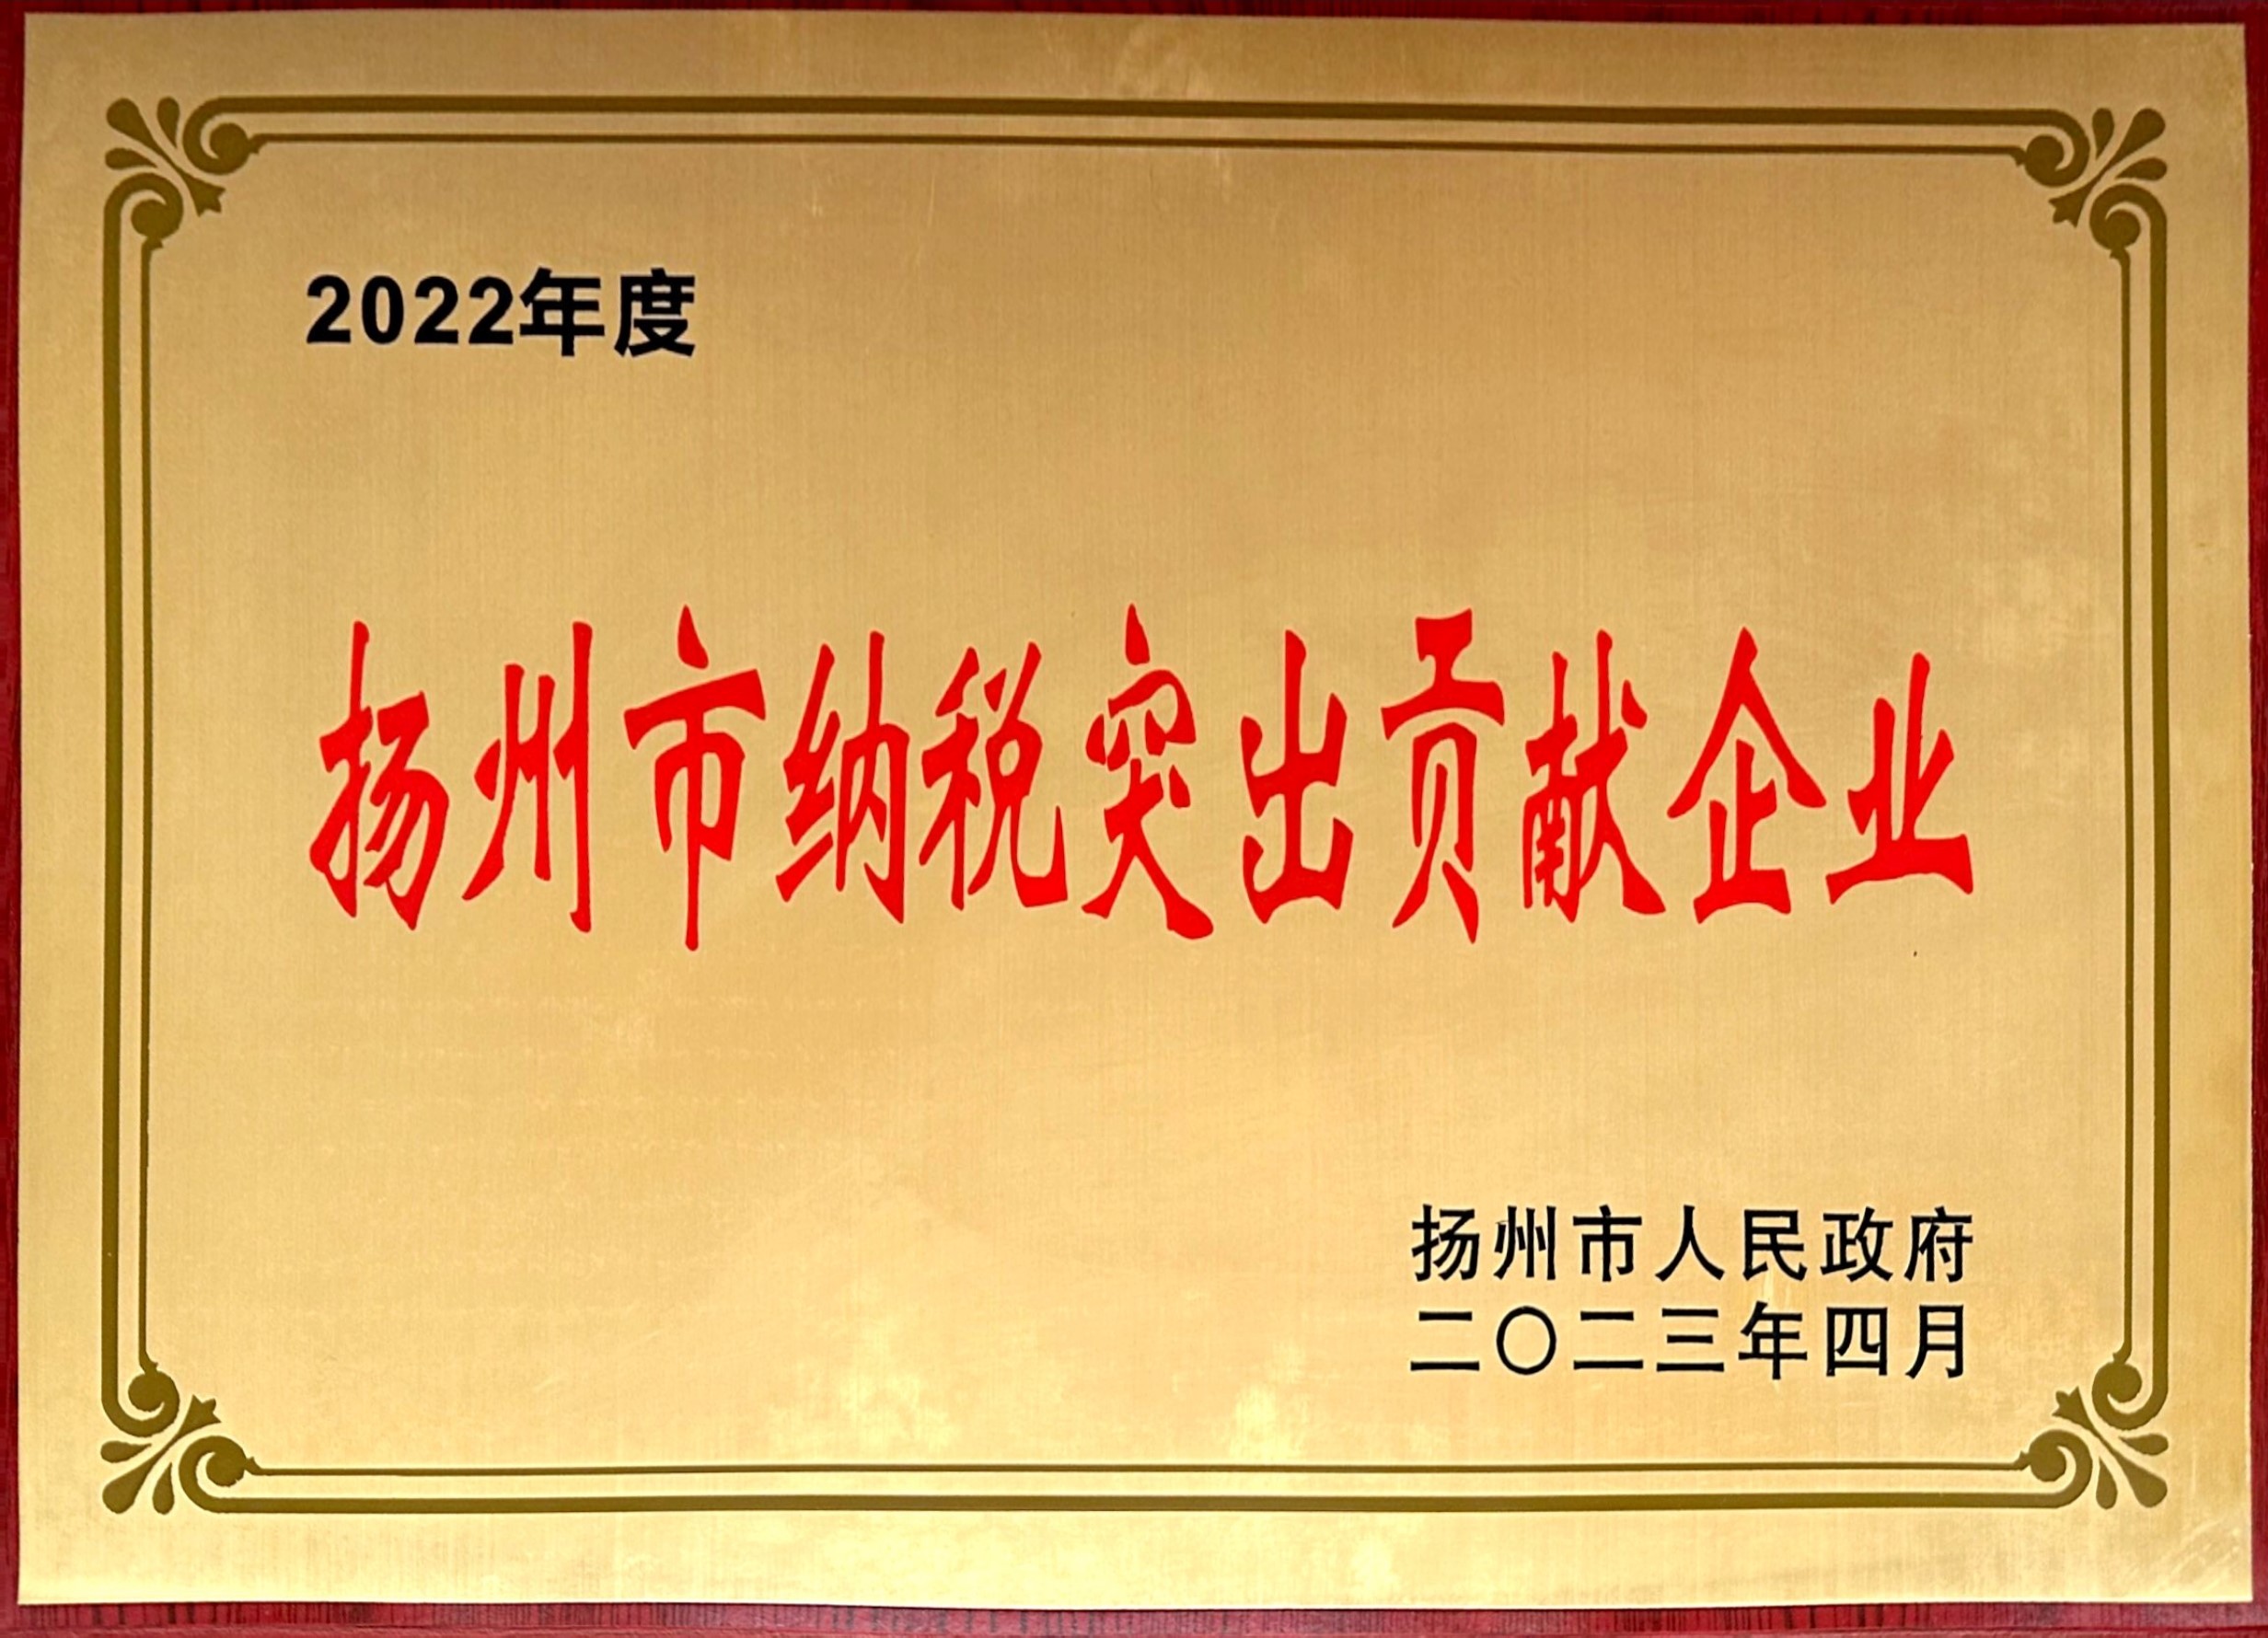 2022年度
扬州市纳税突出贡献企业
扬州市人民政府
二〇二三年四月